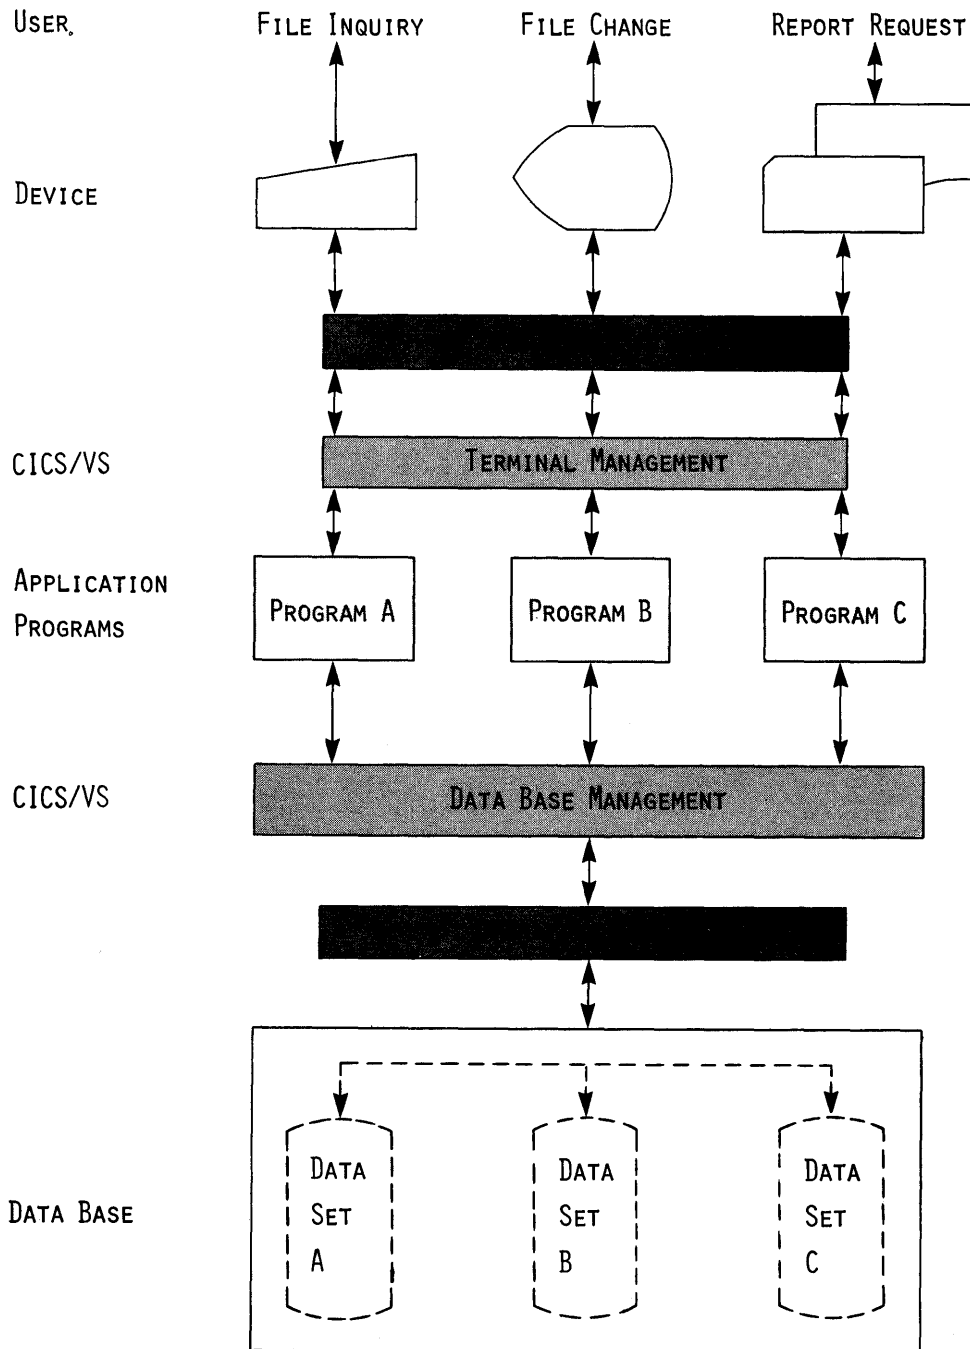 USER.
FILE INQUIRY
FILE CHANGE
REPORT REQUEST
DEVICE
CICS/VS
TERMINAL MANAGEMENT
APPLICATION
PROGRAMS
PROGRAM A
PROGRAM B
PROGRAM C
CICS/VS
DATA BASE MANAGEMENT
DATA BASE
DATA
SET
A
DATA
SET
B
DATA
SET
C